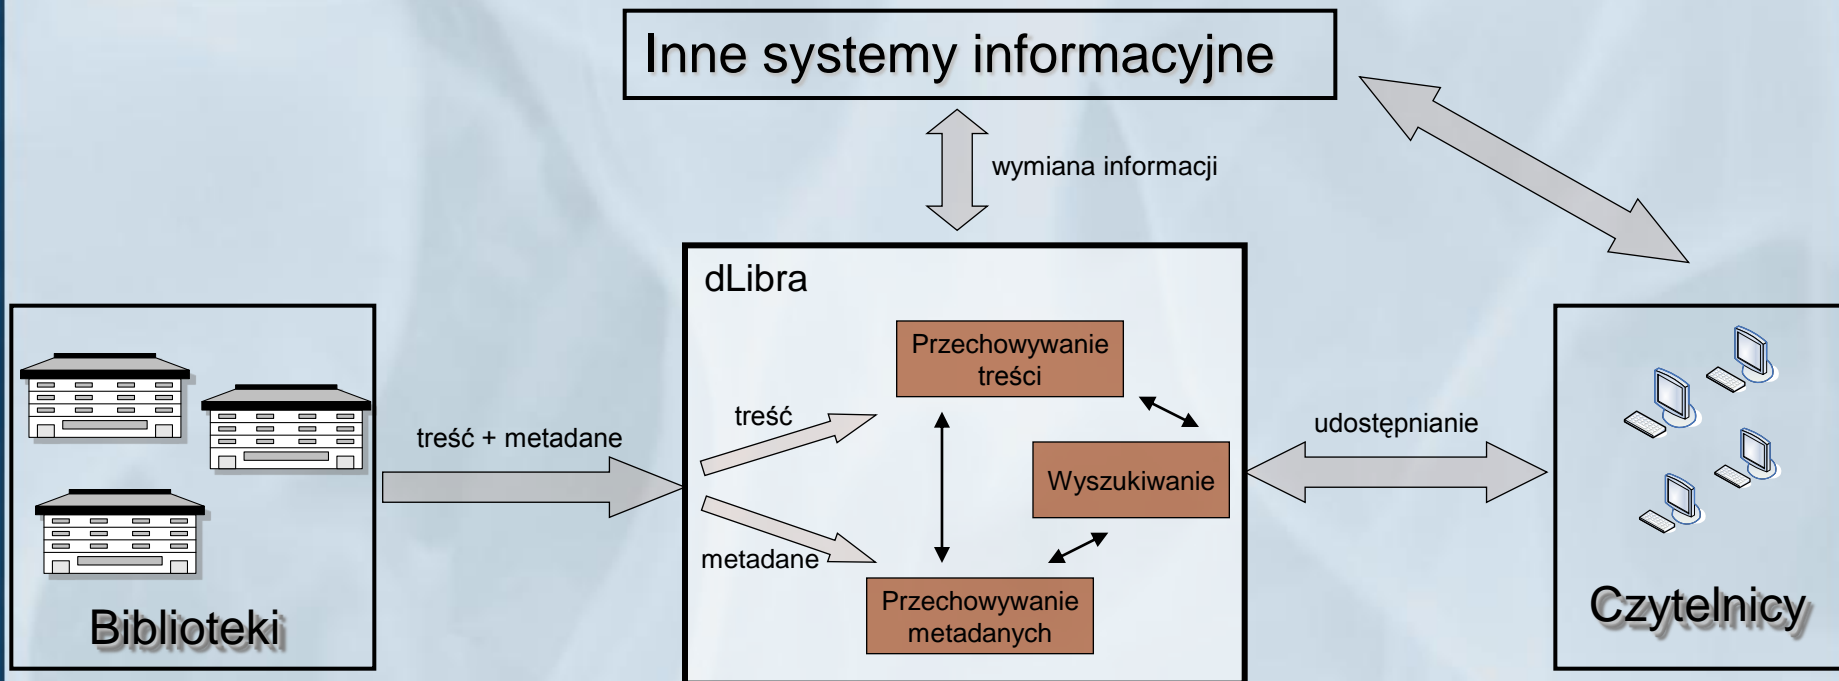 Inne systemy informacyjne
wymiana informacji
dLibra
Przechowywanie
treści
treść
treść + metadane
udostępnianie
Wyszukiwanie
metadane
Przechowywanie
metadanych
Biblioteki
Czytelnicy